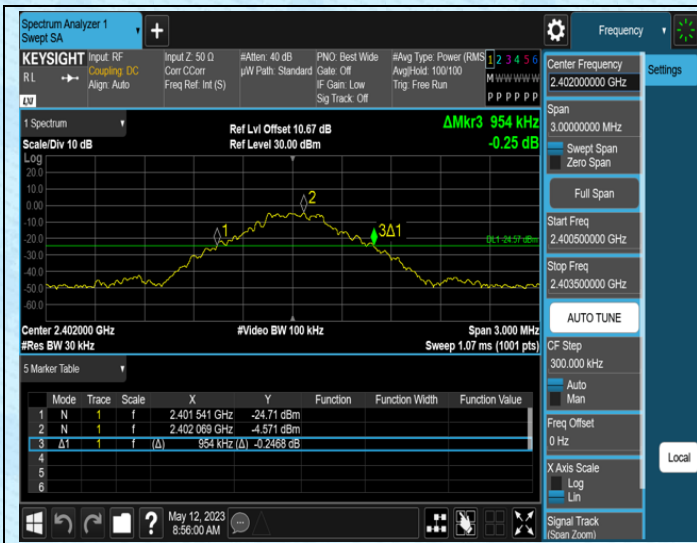 Spectrum Analyzer 1
Swept SA
+
Frequency
KEYSIGHT
RL
LXI
Input: RF
Coupling: DC
Align: Auto
Input Z: 50 Ω
Corr CCorr
Freq Ref: Int (S)
#Atten: 40 dB
µW Path: Standard
PNO: Best Wide
Gate: Off
IF Gain: Low
Sig Track: Off
#Avg Type: Power (RMS)
Avg|Hold: 100/100
Trig: Free Run
1 2 3 4 5 6
M W W W W W
P P P P P P
Center Frequency
2.402000000 GHz
Settings
Span
3.00000000 MHz
Swept Span
Zero Span
Full Span
Start Freq
2.400500000 GHz
Stop Freq
2.403500000 GHz
AUTO TUNE
CF Step
300.000 kHz
Auto
Man
Freq Offset
0 Hz
X Axis Scale
Log
Lin
Local
Signal Track
(Span Zoom)
1 Spectrum
Scale/Div 10 dB
Ref Lvl Offset 10.67 dB
Ref Level 30.00 dBm
ΔMkr3 954 kHz
-0.25 dB
Log
20.0
10.0
0.00
-10.0
-20.0
-30.0
-40.0
-50.0
-60.0
1
2
3Δ1
DL1 -24.57 dBm
Center 2.402000 GHz
#Res BW 30 kHz
#Video BW 100 kHz
Span 3.000 MHz
Sweep 1.07 ms (1001 pts)
5 Marker Table
Mode Trace Scale X Y Function Function Width Function Value
1 N 1 f 2.401 541 GHz -24.71 dBm
2 N 1 f 2.402 069 GHz -4.571 dBm
3 Δ1 1 f (Δ) 954 kHz (Δ) -0.2468 dB
4
5
6
?
May 12, 2023
8:56:00 AM